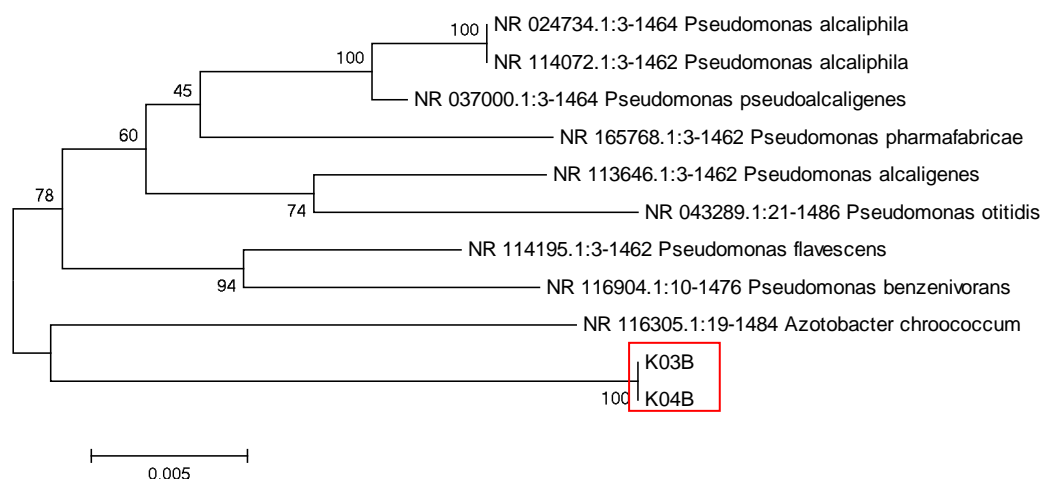 100
NR 024734.1:3-1464 Pseudomonas alcaliphila
NR 114072.1:3-1462 Pseudomonas alcaliphila
100
NR 037000.1:3-1464 Pseudomonas pseudoalcaligenes
45
NR 165768.1:3-1462 Pseudomonas pharmafabricae
60
NR 113646.1:3-1462 Pseudomonas alcaligenes
74
NR 043289.1:21-1486 Pseudomonas otitidis
78
NR 114195.1:3-1462 Pseudomonas flavescens
94
NR 116904.1:10-1476 Pseudomonas benzenivorans
NR 116305.1:19-1484 Azotobacter chroococcum
K03B
100
K04B
0.005